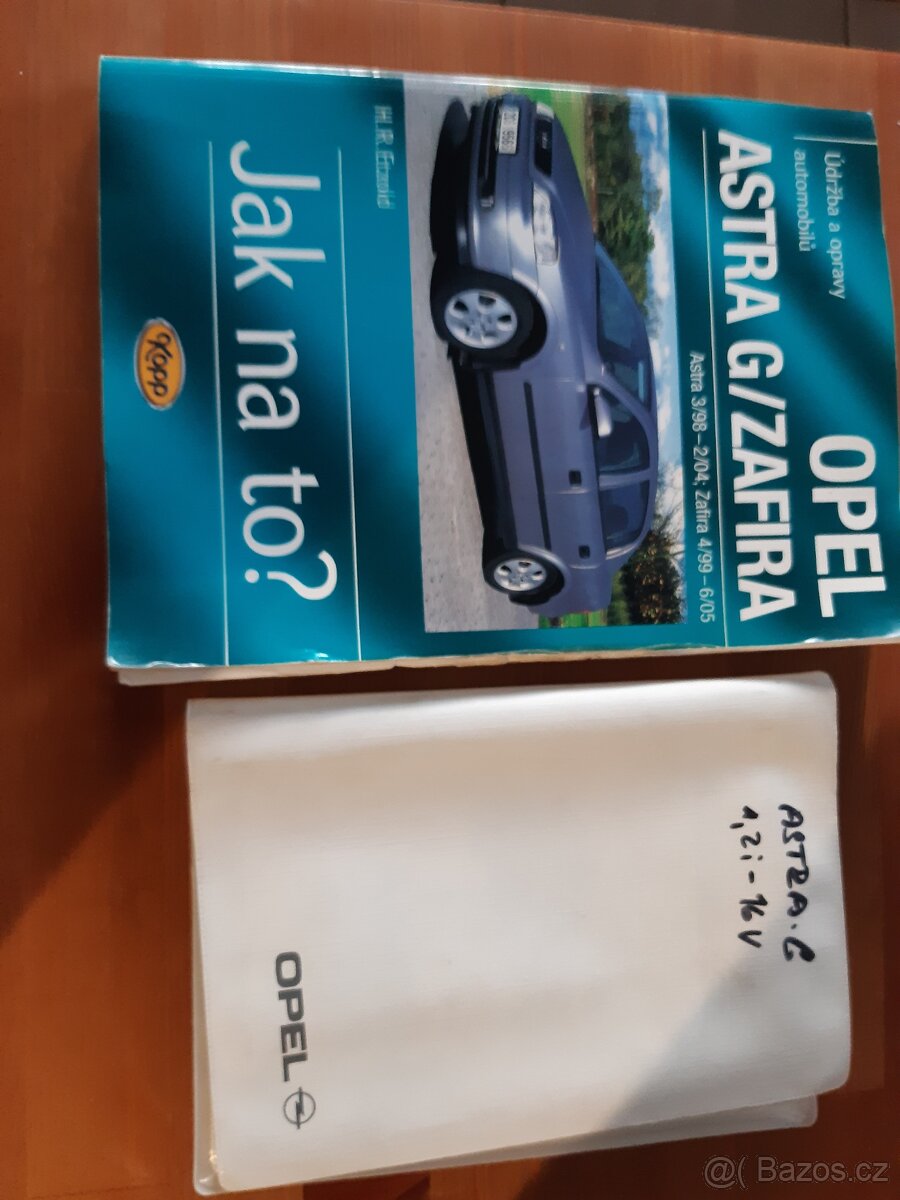 Údržba a opravy
automobilů
OPEL
ASTRA G/ZAFIRA
Astra 3/98–2/04; Zafira 4/99–6/05
Jak na to?
Kopp
ASTRA.G
1,2i-16V
OPEL
@( Bazos.cz